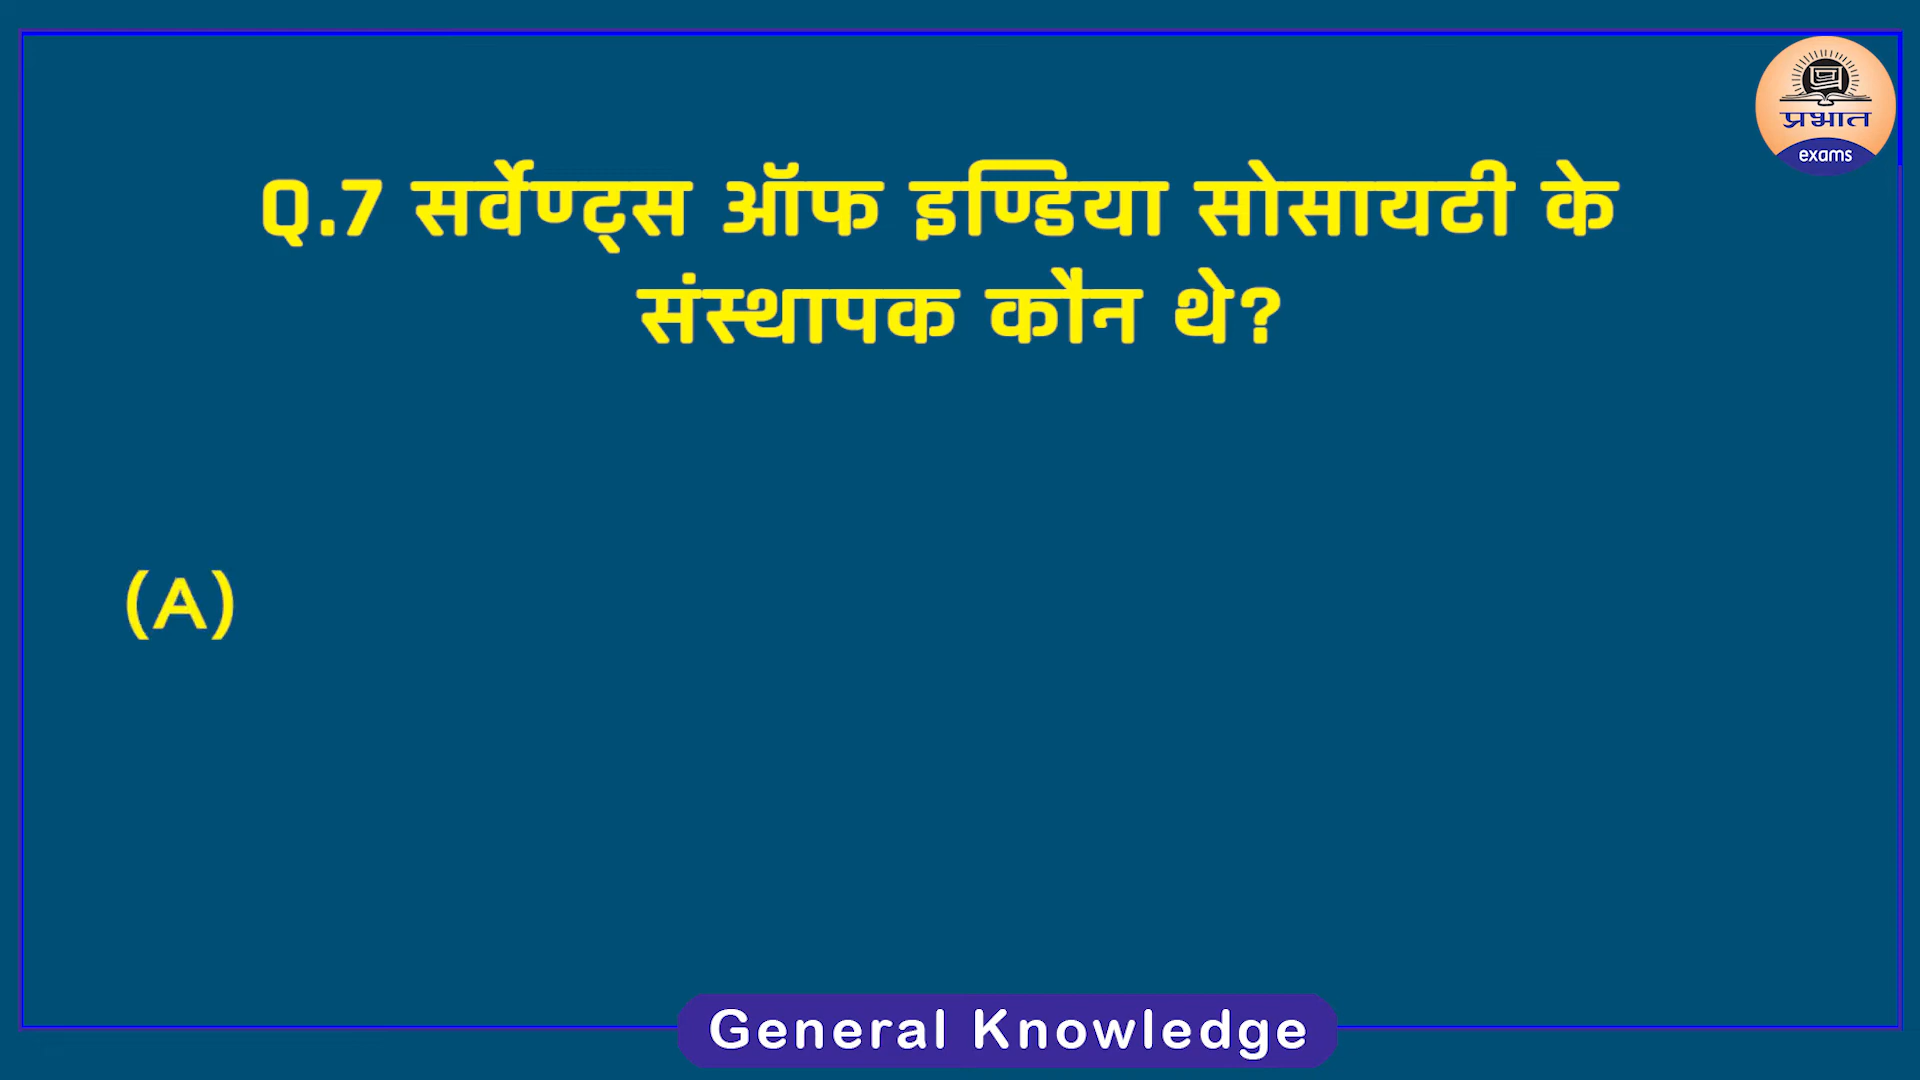 प्रभात
exams
Q.7 सर्वेण्ट्स ऑफ इण्डिया सोसायटी के
संस्थापक कौन थे?
(A)
General Knowledge